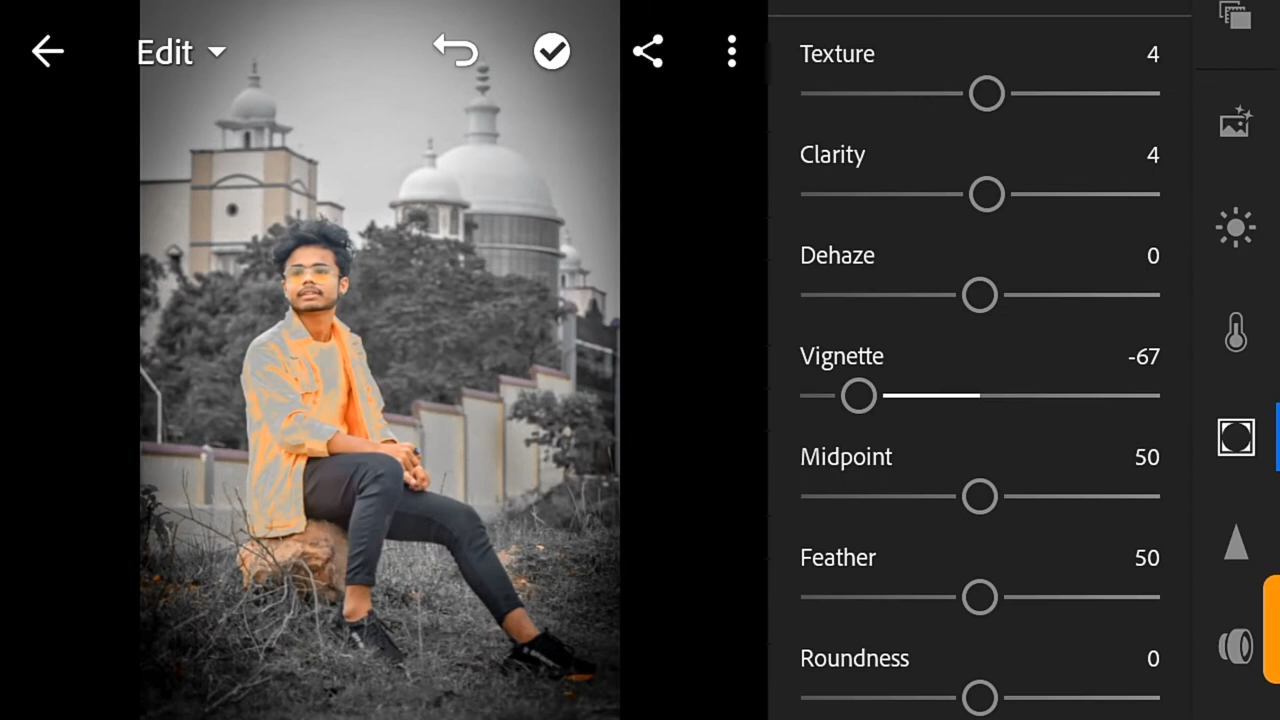 Edit
Texture 4
Clarity 4
Dehaze 0
Vignette -67
Midpoint 50
Feather 50
Roundness 0